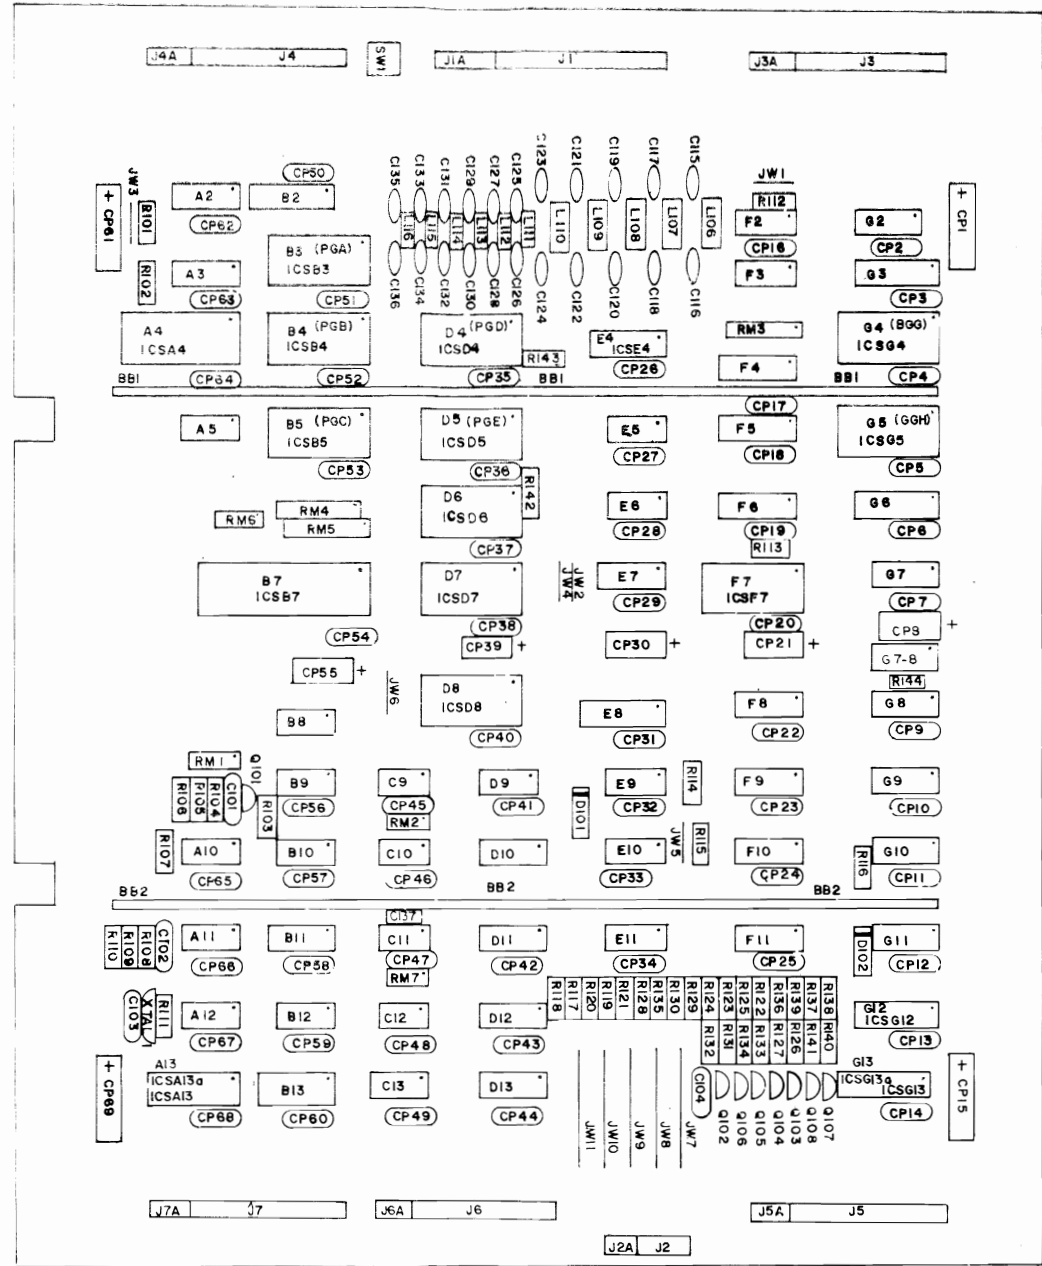 J4A J4 SW1 J1A J1 J3A J3
C135 C133 C131 C129 C127 C125 C123 C121 C119 C117 C115
CP50 JW1
JW3 A2 B2 R112
+ CP61 R101 CP62 L116 L115 L114 L113 L112 L111 L110 L109 L108 L107 L106 F2 G2 + CP1
CP16 CP2
B3 (PGA)
ICSB3
R102 A3 F3 G3
CP63 CP51 C136 C134 C132 C130 C128 C126 C124 C122 C120 C118 C116 CP3
A4 B4 (PGB) D4 (PGD) E4 RM3 G4 (BGG)
ICSA4 ICSB4 ICSD4 ICSE4 ICSG4
R143 CP26 F4
BB1 CP64 CP52 CP35 BB1 BB1 CP4
CP17
A5 B5 (PGC) D5 (PGE) E5 F5 G5 (GGH)
ICSB5 ICSD5 ICSG5
CP53 CP36 CP27 CP18 CP5
R142
RM6 RM4 D6 E6 F6 G6
RM5 ICSD6 CP28 CP19 CP6
CP37 R113
B7 D7 JW2 E7 F7 G7
ICSB7 ICSD7 JW4 CP29 ICSF7 CP7
CP54 CP38 CP20 CP8 +
CP39 + CP30 + CP21 +
CP55 + G7-8
JW6 D8 R144
ICSD8 E8 F8 G8
B8 CP40 CP31 CP22 CP9
RM1 Q101
R106 R105 R104 C101 R103 B9 C9 D9 E9 R114 F9 G9
CP56 CP45 CP41 D101 CP32 CP23 CP10
RM2
R107 A10 B10 C10 D10 E10 JW5 R115 F10 R116 G10
CP65 CP57 CP46 CP33 CP24 CP11
BB2 BB2 BB2
C137
R110 R109 R108 C102 A11 B11 C11 D11 E11 F11 D102 G11
CP66 CP58 CP47 CP42 CP34 CP25 CP12
RM7
R118 R117 R120 R119 R121 R128 R135 R130 R129 R124 R123 R125 R122 R136 R139 R137 R138
C103 XTAL R111 A12 B12 C12 D12 G12
ICSG12
CP67 CP59 CP48 CP43 R132 R131 R134 R133 R127 R126 R141 R140 CP13
A13 G13
+ CP69 ICSA13a B13 C13 D13 C104 ICSG13a + CP15
ICSA13 ICSG13
CP68 CP60 CP49 CP44 CP14
JW11 JW10 JW9 JW8 JW7 Q102 Q106 Q105 Q104 Q103 Q108 Q107
J7A J7 J6A J6 J5A J5
J2A J2